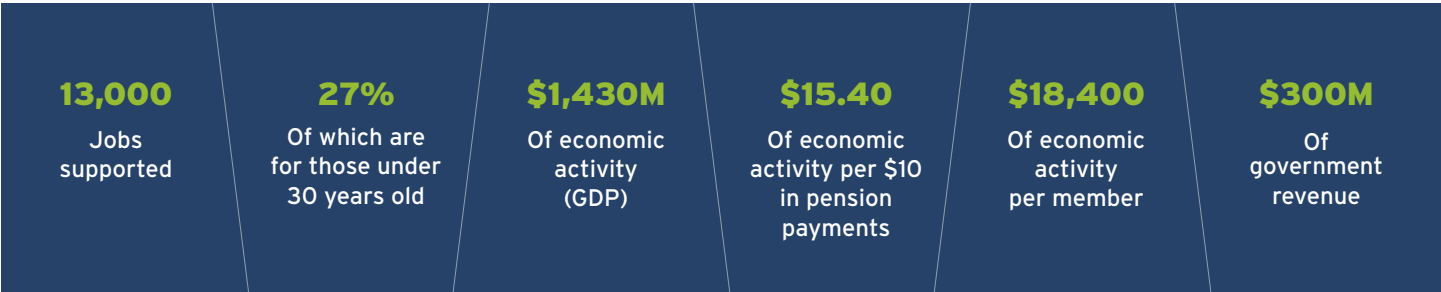 13,000
Jobs
supported
27%
Of which are
for those under
30 years old
$1,430M
Of economic
activity
(GDP)
$15.40
Of economic
activity per $10
in pension
payments
$18,400
Of economic
activity
per member
$300M
Of
government
revenue